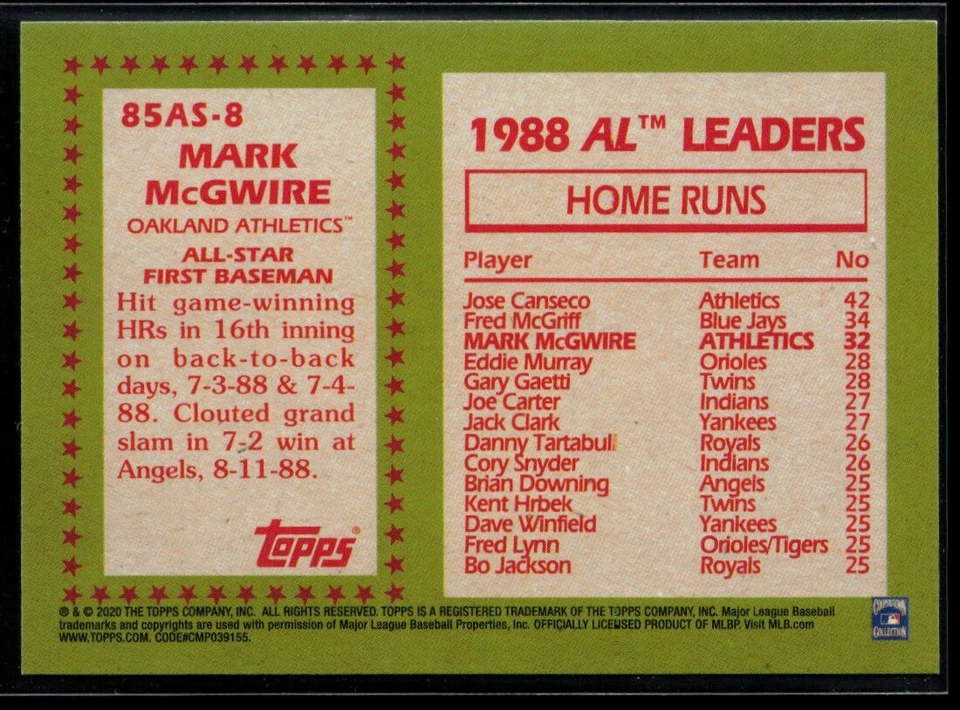 85AS-8
MARK
McGWIRE
OAKLAND ATHLETICS™
ALL-STAR
FIRST BASEMAN
Hit game-winning
HRs in 16th inning
on back-to-back
days, 7-3-88 & 7-4-
88. Clouted grand
slam in 7-2 win at
Angels, 8-11-88.
topps®
1988 AL™ LEADERS
HOME RUNS
Player Team No
Jose Canseco Athletics 42
Fred McGriff Blue Jays 34
MARK McGWIRE ATHLETICS 32
Eddie Murray Orioles 28
Gary Gaetti Twins 28
Joe Carter Indians 27
Jack Clark Yankees 27
Danny Tartabull Royals 26
Cory Snyder Indians 26
Brian Downing Angels 25
Kent Hrbek Twins 25
Dave Winfield Yankees 25
Fred Lynn Orioles/Tigers 25
Bo Jackson Royals 25
® & © 2020 THE TOPPS COMPANY, INC. ALL RIGHTS RESERVED. TOPPS IS A REGISTERED TRADEMARK OF THE TOPPS COMPANY, INC. Major League Baseball
trademarks and copyrights are used with permission of Major League Baseball Properties, Inc. OFFICIALLY LICENSED PRODUCT OF MLBP. Visit MLB.com
WWW.TOPPS.COM. CODE#CMP039155.
COOPERSTOWN
COLLECTION